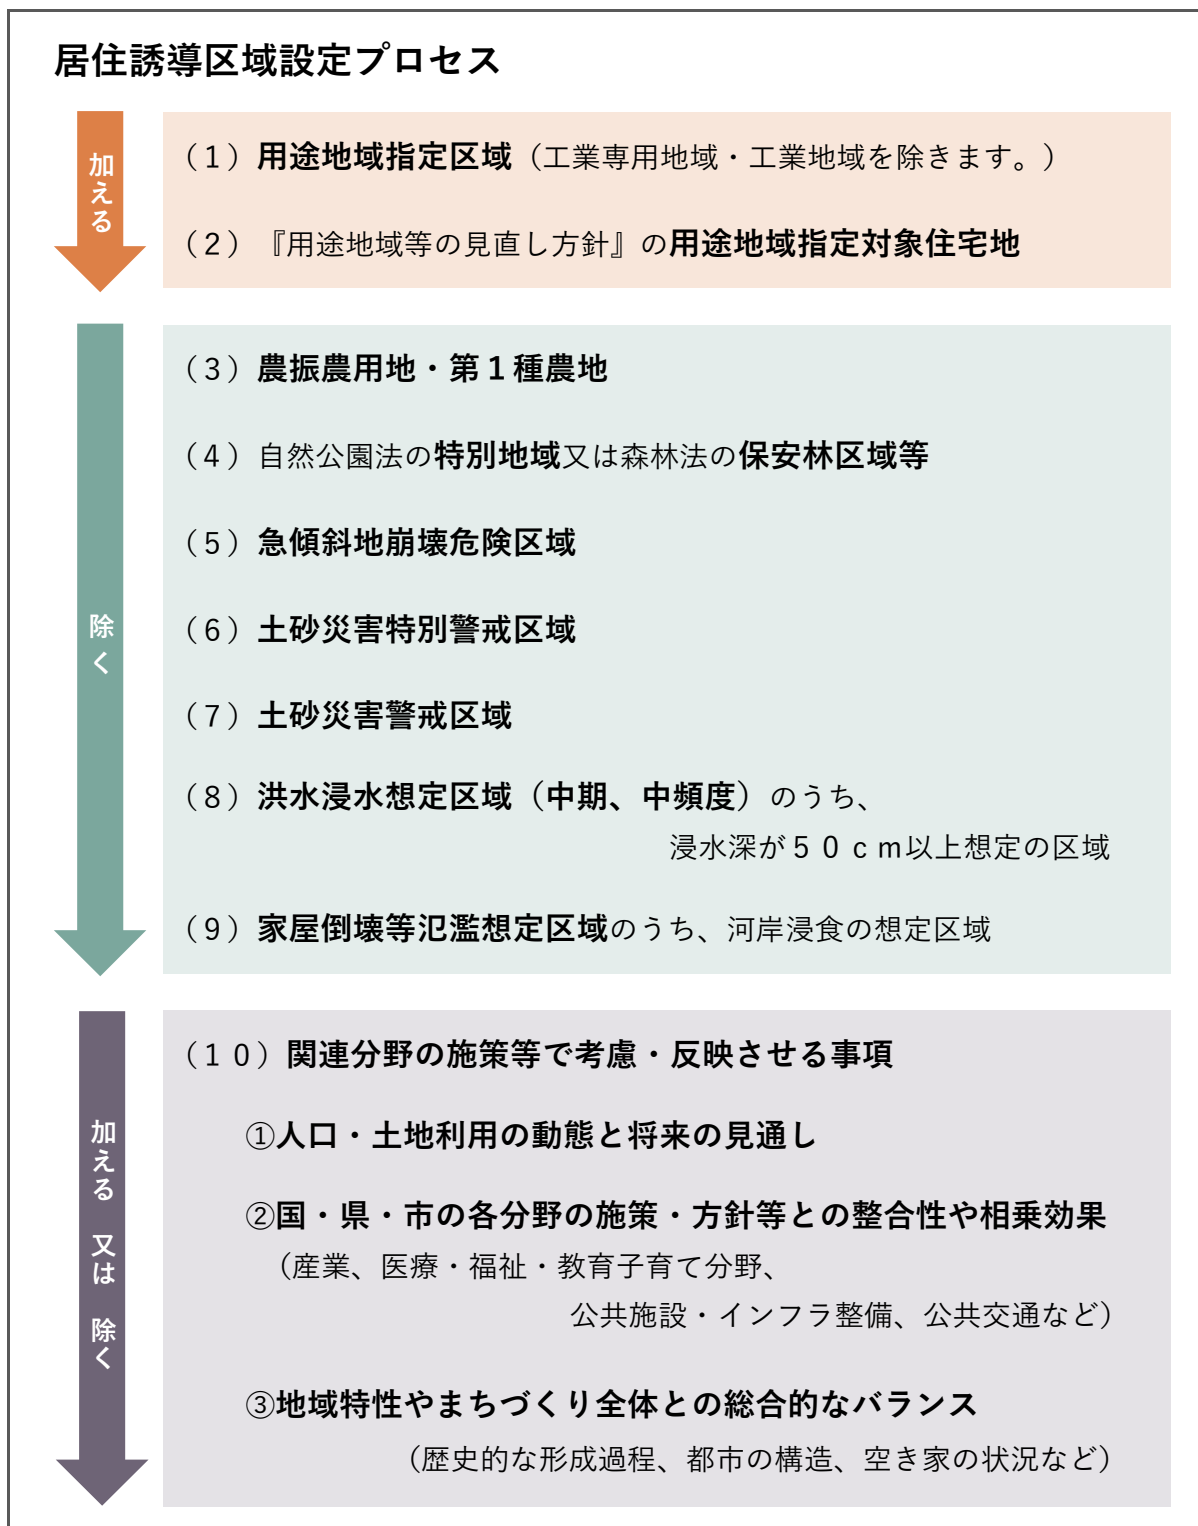 居住誘導区域設定プロセス
加える
（１）用途地域指定区域（工業専用地域・工業地域を除きます。）
（２）『用途地域等の見直し方針』の用途地域指定対象住宅地
除く
（３）農振農用地・第１種農地
（４）自然公園法の特別地域又は森林法の保安林区域等
（５）急傾斜地崩壊危険区域
（６）土砂災害特別警戒区域
（７）土砂災害警戒区域
（８）洪水浸水想定区域（中期、中頻度）のうち、
浸水深が５０ｃｍ以上想定の区域
（９）家屋倒壊等氾濫想定区域のうち、河岸浸食の想定区域
加える 又は 除く
（１０）関連分野の施策等で考慮・反映させる事項
①人口・土地利用の動態と将来の見通し
②国・県・市の各分野の施策・方針等との整合性や相乗効果
（産業、医療・福祉・教育子育て分野、
公共施設・インフラ整備、公共交通など）
③地域特性やまちづくり全体との総合的なバランス
（歴史的な形成過程、都市の構造、空き家の状況など）